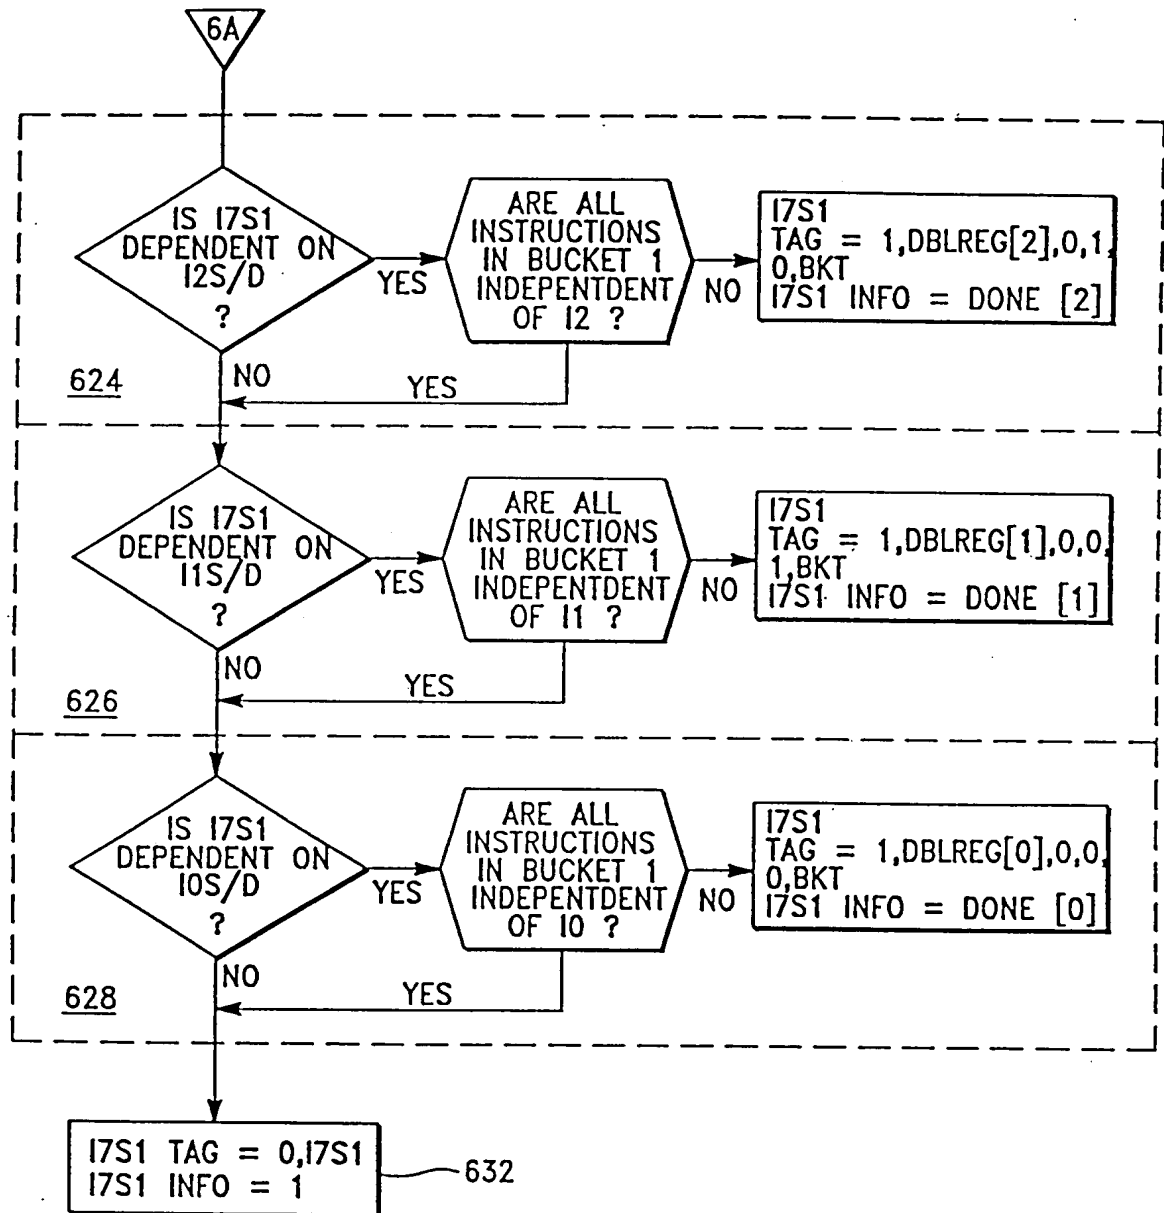 6A
IS I7S1
DEPENDENT ON
I2S/D
?
YES
ARE ALL
INSTRUCTIONS
IN BUCKET 1
INDEPENTDENT
OF I2 ?
NO
I7S1
TAG = 1,DBLREG[2],0,1,
0,BKT
I7S1 INFO = DONE [2]
NO
YES
624
IS I7S1
DEPENDENT ON
I1S/D
?
YES
ARE ALL
INSTRUCTIONS
IN BUCKET 1
INDEPENTDENT
OF I1 ?
NO
I7S1
TAG = 1,DBLREG[1],0,0,
1,BKT
I7S1 INFO = DONE [1]
NO
YES
626
IS I7S1
DEPENDENT ON
I0S/D
?
YES
ARE ALL
INSTRUCTIONS
IN BUCKET 1
INDEPENTDENT
OF I0 ?
NO
I7S1
TAG = 1,DBLREG[0],0,0,
0,BKT
I7S1 INFO = DONE [0]
NO
YES
628
I7S1 TAG = 0,I7S1
I7S1 INFO = 1
632